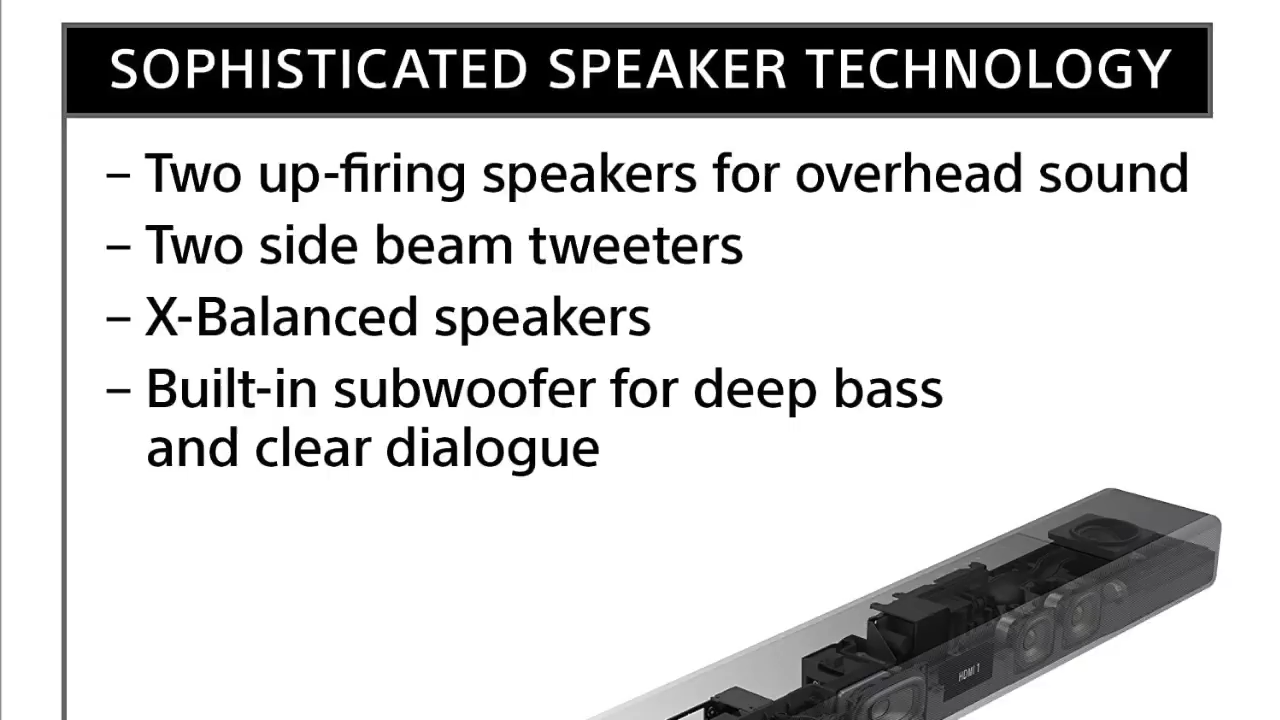 SOPHISTICATED SPEAKER TECHNOLOGY
– Two up-firing speakers for overhead sound
– Two side beam tweeters
– X-Balanced speakers
– Built-in subwoofer for deep bass
and clear dialogue
HDMI 1